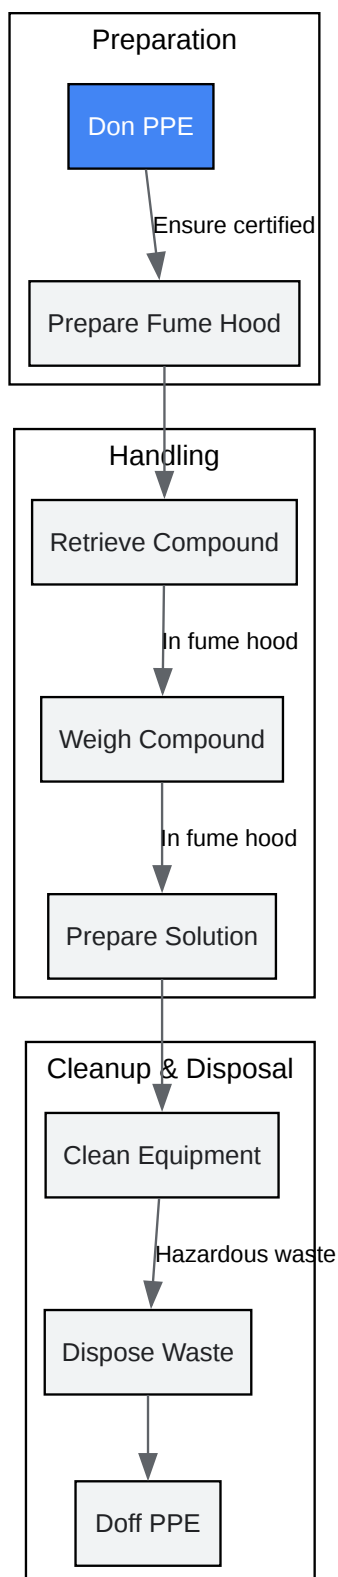 Preparation
Don PPE
Ensure certified
Prepare Fume Hood
Handling
Retrieve Compound
In fume hood
Weigh Compound
In fume hood
Prepare Solution
Cleanup & Disposal
Clean Equipment
Hazardous waste
Dispose Waste
Doff PPE